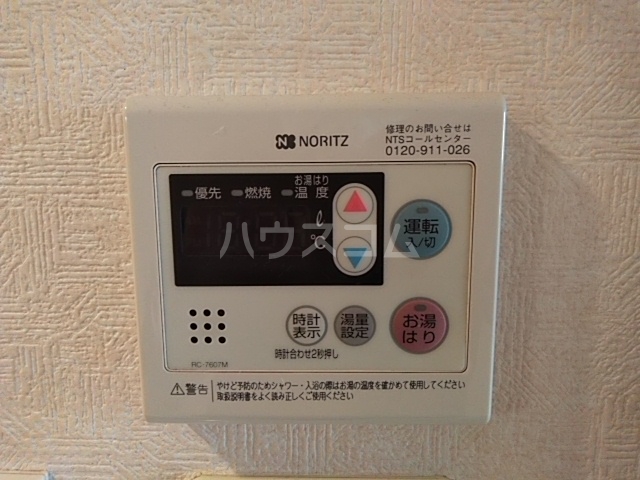 NORITZ
修理のお問い合せは
NTSコールセンター
0120-911-026
お湯はり
優先 燃焼 温度
ℓ
℃
運転
入/切
ハウスコム
時計
表示
湯量
設定
お湯
はり
時計合わせ2秒押し
RC-7607M
警告
やけど予防のためシャワー・入浴の際はお湯の温度を確かめて使用してください
取扱説明書をよく読み正しくご使用ください